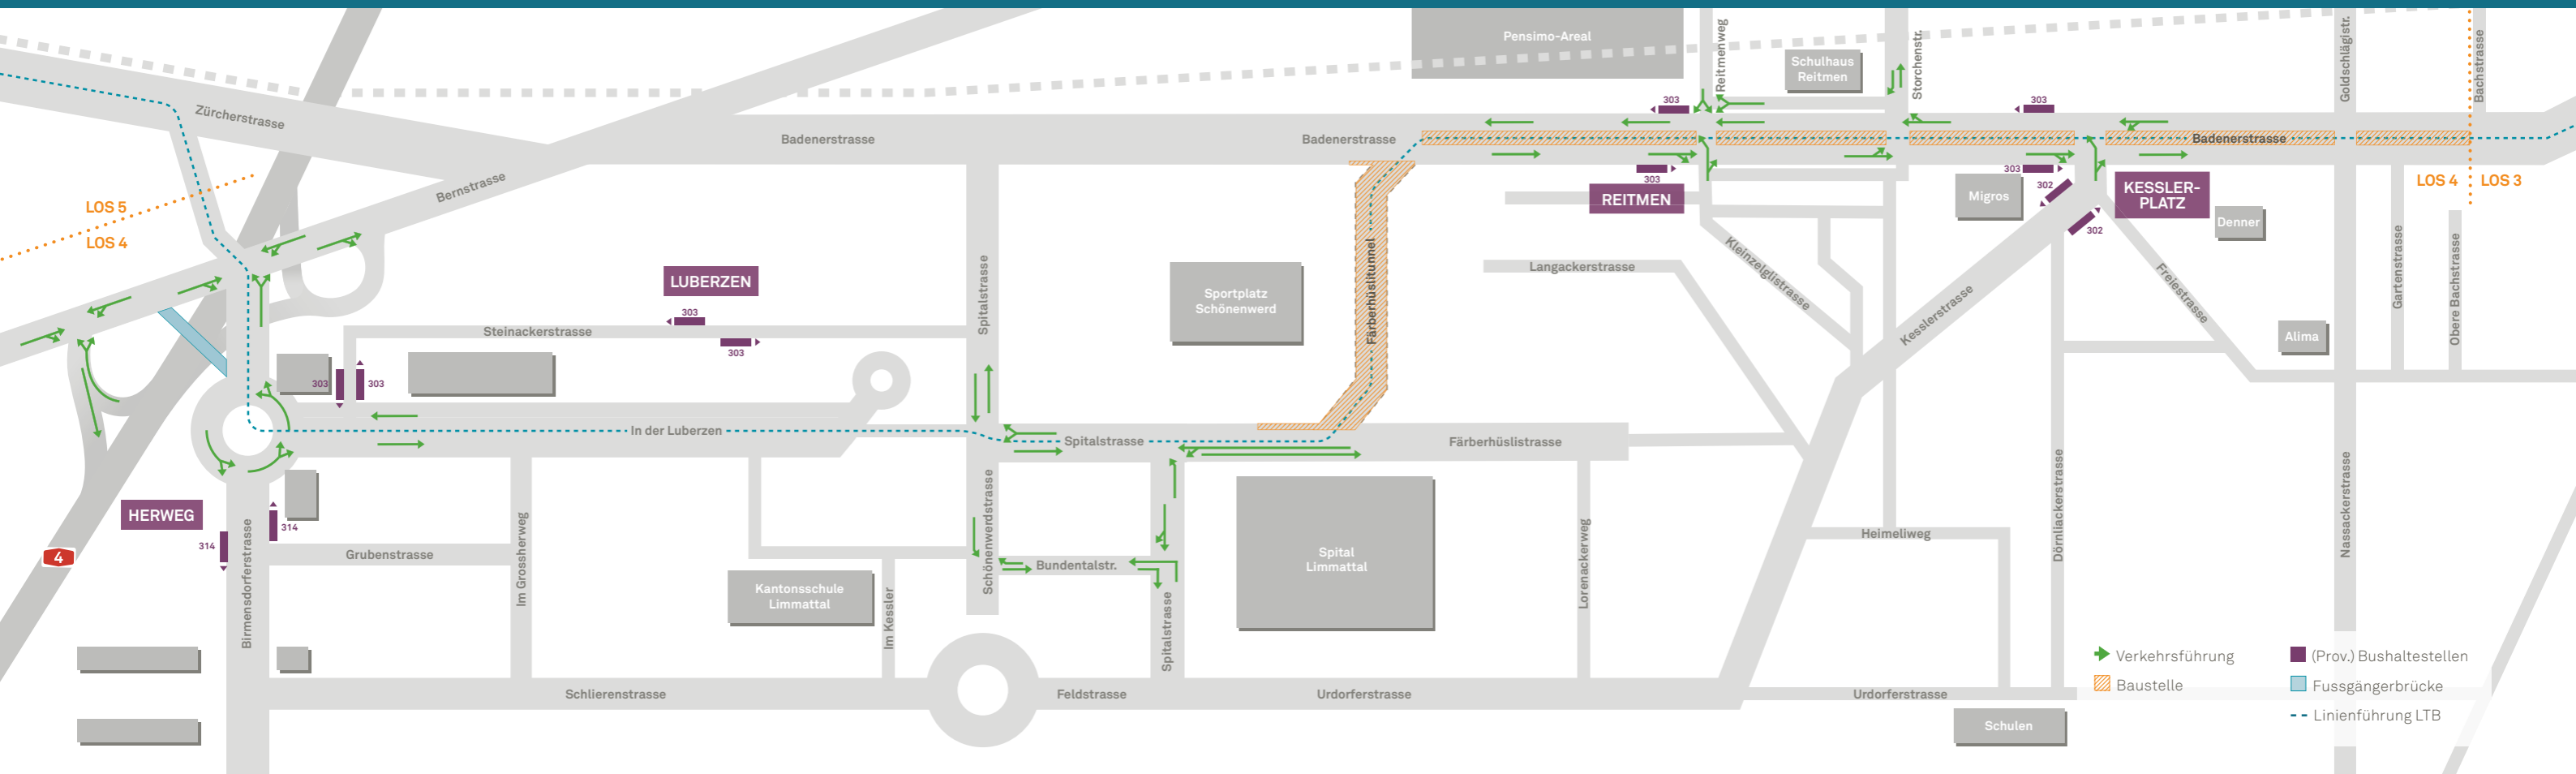 Pensimo-Areal
Reitmenweg
Schulhaus
Reitmen
Storchenstr.
Goldschlägistr.
Bachstrasse
Zürcherstrasse
303
303
Badenerstrasse
Badenerstrasse
Badenerstrasse
303
303
REITMEN
Migros
302
302
KESSLER-
PLATZ
Denner
LOS 4
LOS 3
Bernstrasse
LOS 5
LOS 4
Spitalstrasse
Färberhüslitunnel
Langackerstrasse
Kleinzelglistrasse
Kesslerstrasse
Freiestrasse
Gartenstrasse
Obere Bachstrasse
LUBERZEN
303
303
Sportplatz
Schönenwerd
Steinackerstrasse
Alima
303
303
In der Luberzen
Spitalstrasse
Färberhüslistrasse
HERWEG
314
314
4
Birmensdorferstrasse
Grubenstrasse
Im Grossherweg
Schönenwerdstrasse
Bundentalstr.
Spital
Limmattal
Lorenackerweg
Heimeliweg
Dörnliackerstrasse
Nassackerstrasse
Kantonsschule
Limmattal
Im Kessler
Spitalstrasse
Schlierenstrasse
Feldstrasse
Urdorferstrasse
Urdorferstrasse
Schulen
Verkehrsführung
Baustelle
(Prov.) Bushaltestellen
Fussgängerbrücke
Linienführung LTB